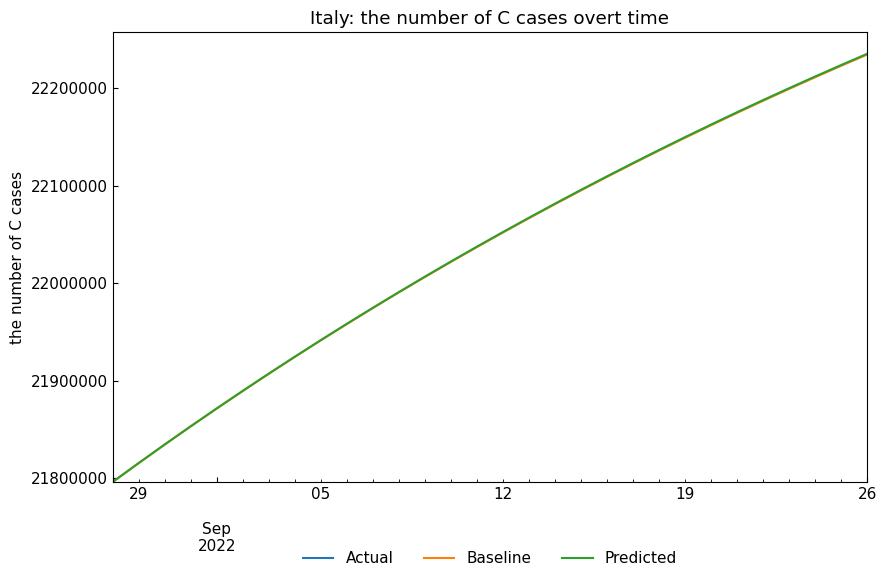 Italy: the number of C cases overt time
the number of C cases
22200000
22100000
22000000
21900000
21800000
29 05 12 19 26
Sep
2022
Actual Baseline Predicted